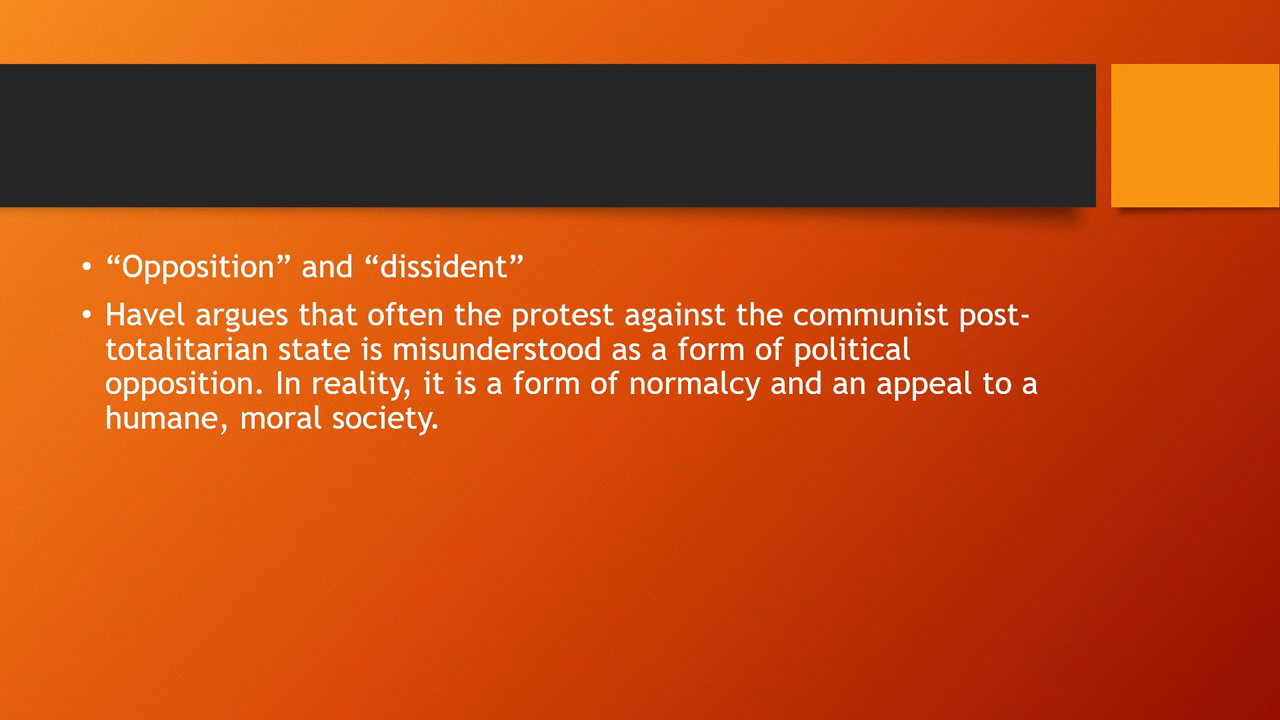 • “Opposition” and “dissident”
• Havel argues that often the protest against the communist post-
totalitarian state is misunderstood as a form of political
opposition. In reality, it is a form of normalcy and an appeal to a
humane, moral society.